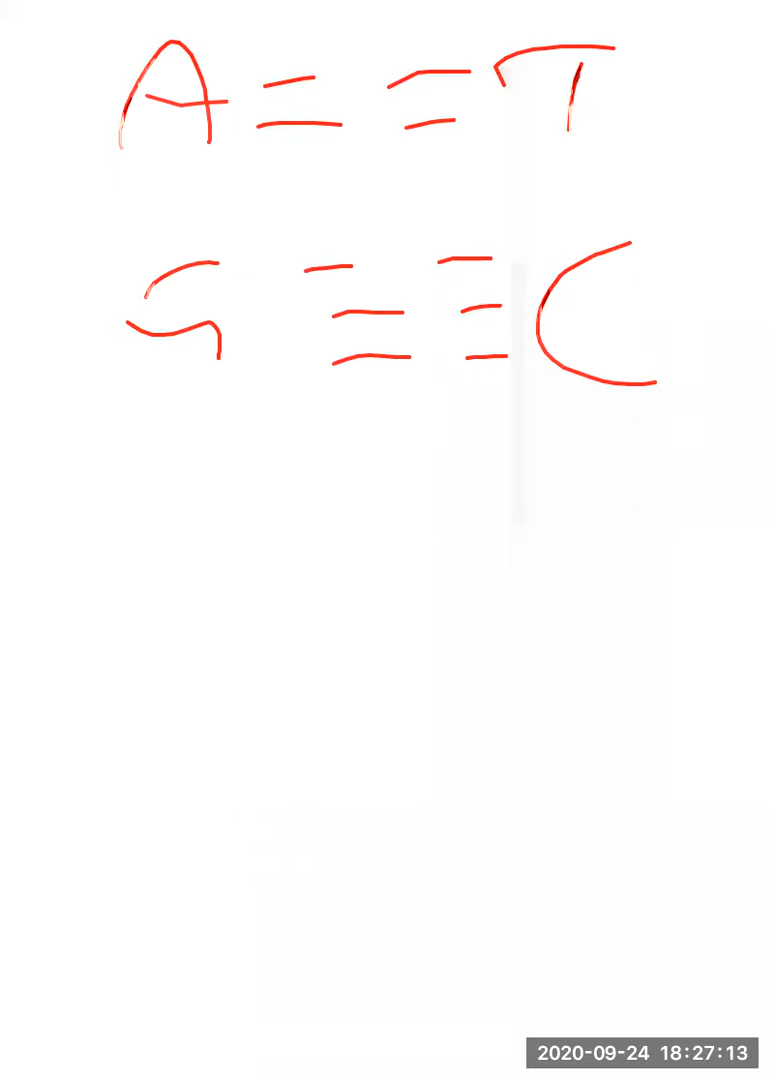 A = = T
G ≡ ≡ C
2020-09-24 18:27:13